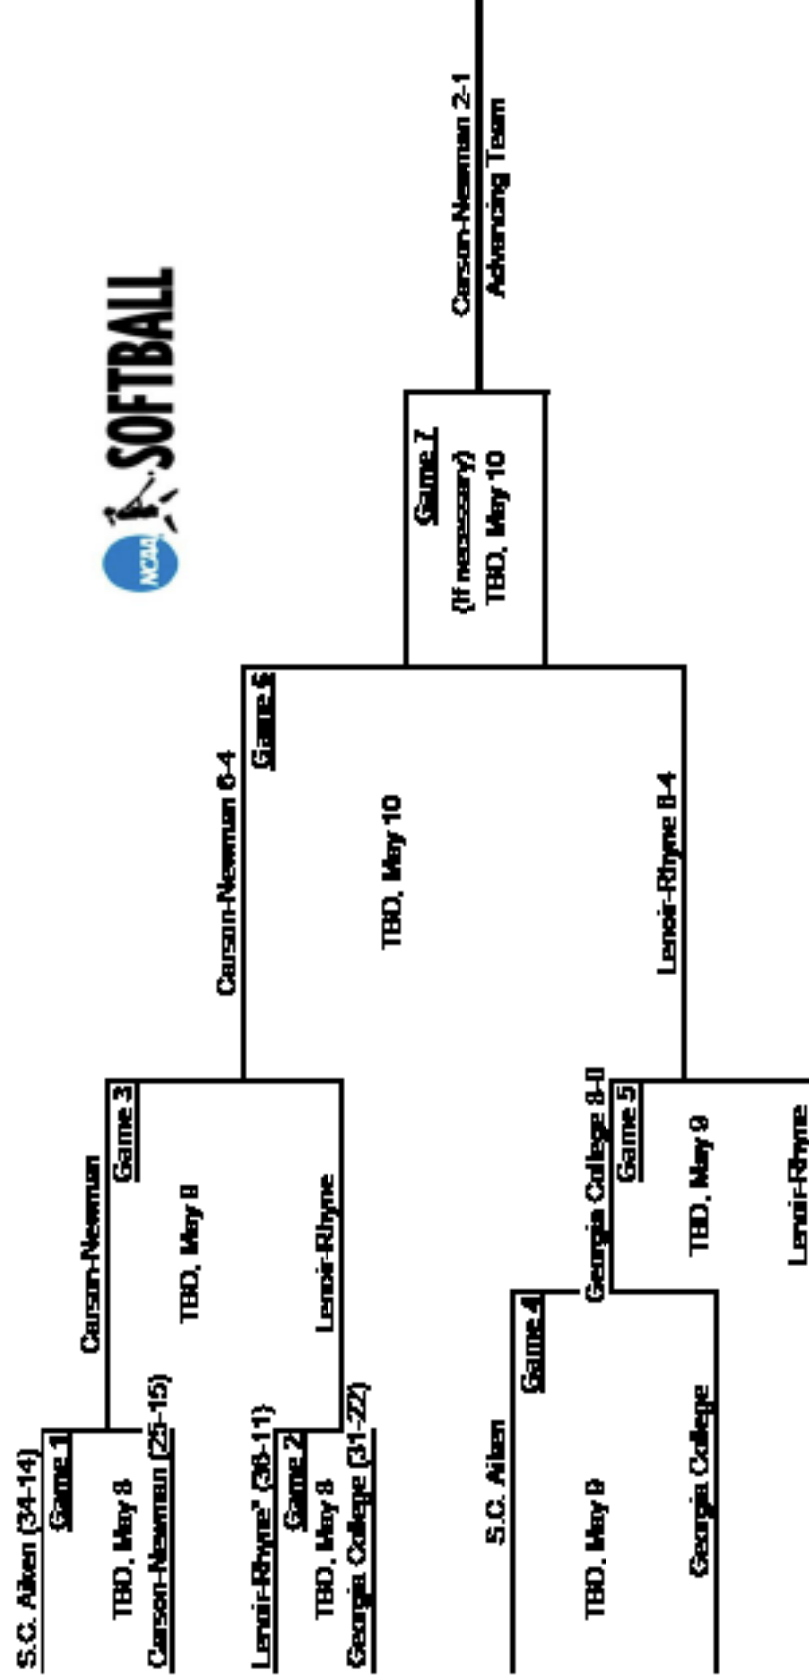 NCAA SOFTBALL
S.C. Aiken (34-14)
Game 1
TBD, May 8
Carson-Newman (25-15)
Carson-Newman
Game 3
TBD, May 8
Lenoir-Rhyne* (36-11)
Game 2
TBD, May 8
Georgia College (31-22)
Lenoir-Rhyne
Carson-Newman 6-4
Game 6
TBD, May 10
Game 7
(If necessary)
TBD, May 10
Carson-Newman 2-1
Advancing Team
S.C. Aiken
Game 4
TBD, May 9
Georgia College
Georgia College 8-0
Game 5
TBD, May 9
Lenoir-Rhyne
Lenoir-Rhyne 8-4